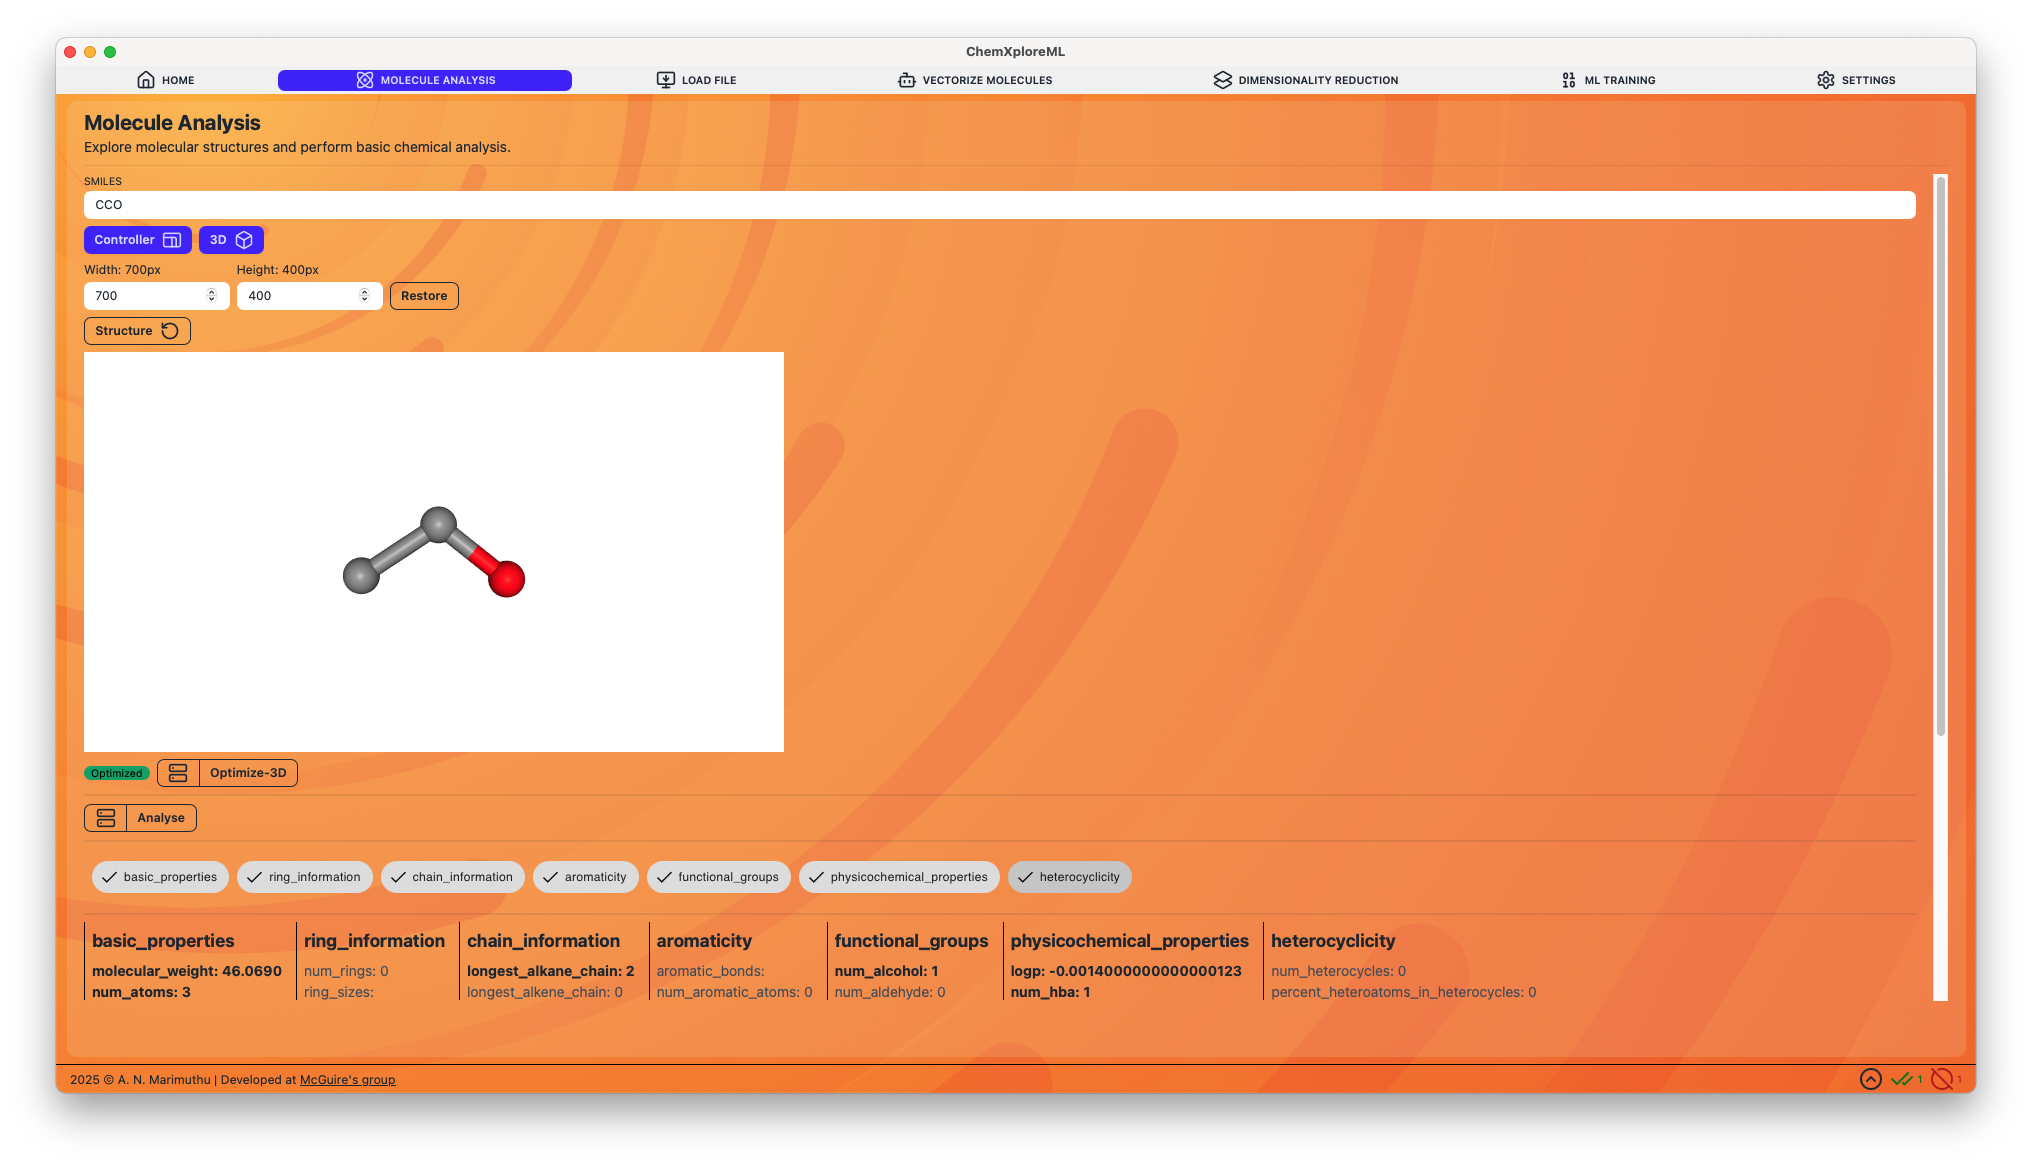 ChemXploreML
HOME MOLECULE ANALYSIS LOAD FILE VECTORIZE MOLECULES DIMENSIONALITY REDUCTION ML TRAINING SETTINGS
Molecule Analysis
Explore molecular structures and perform basic chemical analysis.
SMILES
CCO
Controller 3D
Width: 700px Height: 400px
700 400 Restore
Structure
Optimized Optimize-3D
Analyse
basic_properties ring_information chain_information aromaticity functional_groups physicochemical_properties heterocyclicity
basic_properties ring_information chain_information aromaticity functional_groups physicochemical_properties heterocyclicity
molecular_weight: 46.0690 num_rings: 0 longest_alkane_chain: 2 aromatic_bonds: num_alcohol: 1 logp: -0.0014000000000000123 num_heterocycles: 0
num_atoms: 3 ring_sizes: longest_alkene_chain: 0 num_aromatic_atoms: 0 num_aldehyde: 0 num_hba: 1 percent_heteroatoms_in_heterocycles: 0
2025 © A. N. Marimuthu | Developed at McGuire's group 1 1